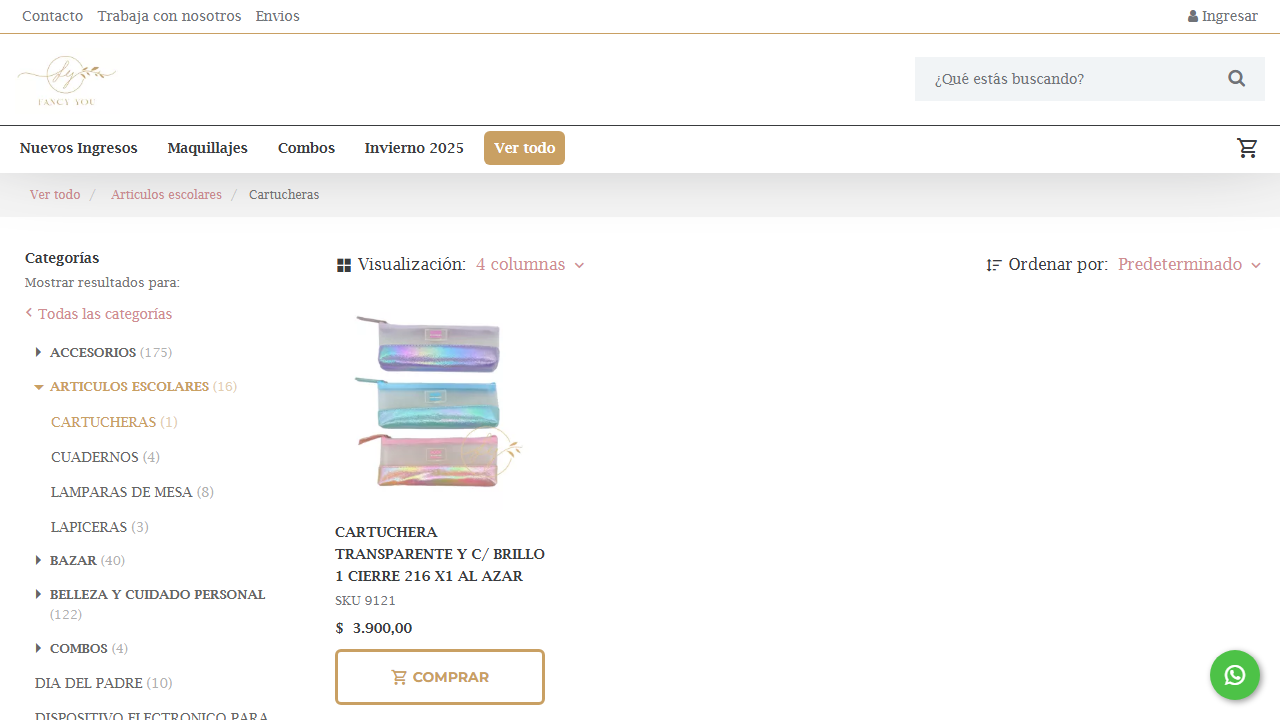 Contacto Trabaja con nosotros Envios
Ingresar
fy
FANCY YOU
¿Qué estás buscando?
Nuevos Ingresos Maquillajes Combos Invierno 2025 Ver todo
Ver todo / Articulos escolares / Cartucheras
Categorías
Mostrar resultados para:
Todas las categorías
ACCESORIOS (175)
ARTICULOS ESCOLARES (16)
CARTUCHERAS (1)
CUADERNOS (4)
LAMPARAS DE MESA (8)
LAPICERAS (3)
BAZAR (40)
BELLEZA Y CUIDADO PERSONAL
(122)
COMBOS (4)
DIA DEL PADRE (10)
DISPOSITIVO ELECTRONICO PARA
Visualización: 4 columnas
Ordenar por: Predeterminado
CARTUCHERA
TRANSPARENTE Y C/ BRILLO
1 CIERRE 216 X1 AL AZAR
SKU 9121
$ 3.900,00
COMPRAR